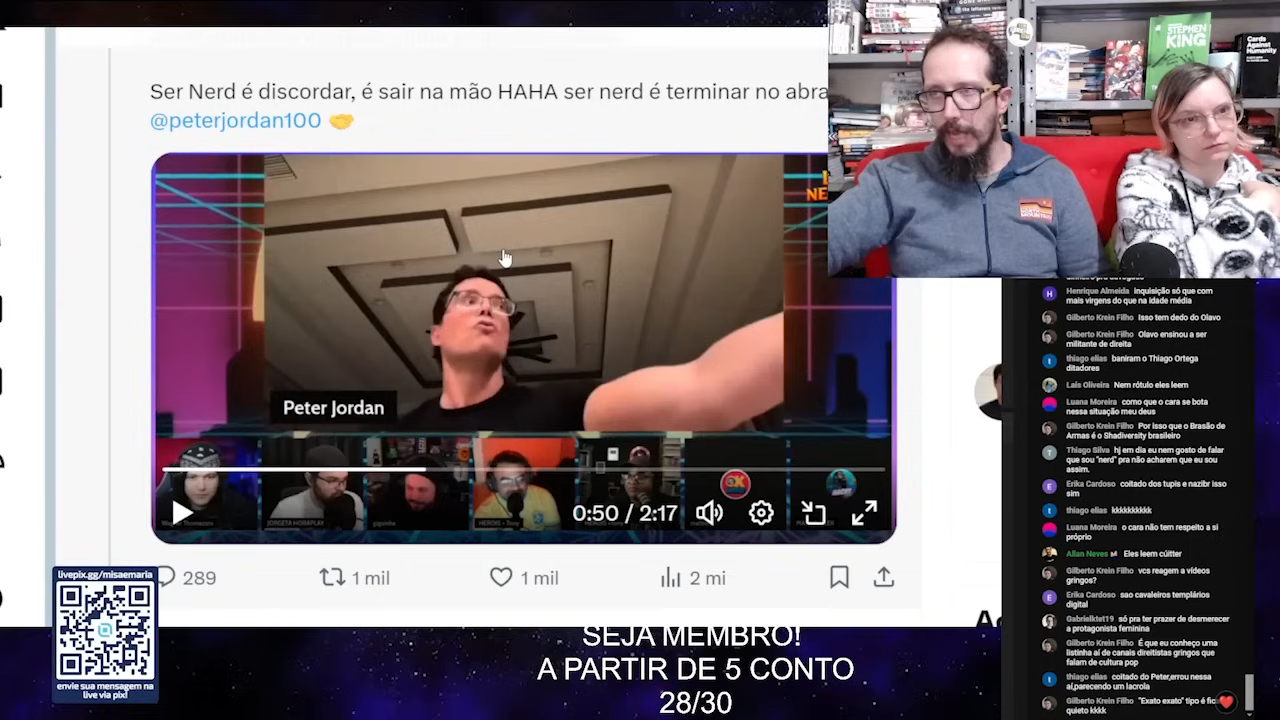 Ser Nerd é discordar, é sair na mão HAHA ser nerd é terminar no abra
@peterjordan100
NE
Peter Jordan
JORGETA HORAPLAY
0:50 / 2:17
289
1 mil
1 mil
2 mi
livepix.gg/misaemaria
envie sua mensagem na
live via pix!
SEJA MEMBRO!
A PARTIR DE 5 CONTO
28/30
STEPHEN
KING
Cards
Against
Humanity
NORTH
MOUNTAIN
Henrique Almeida inquisição só que com
mais virgens do que na idade média
Gilberto Krein Filho Isso tem dedo do Olavo
Gilberto Krein Filho Olavo ensinou a ser
militante de direita
thiago elias baniram o Thiago Ortega
ditadores
Laís Oliveira Nem rótulo eles leem
Luana Moreira como que o cara se bota
nessa situação meu deus
Gilberto Krein Filho Por Isso que o Brasão de
Armas é o Shadiversity brasileiro
Thiago Silva hj em dia eu nem gosto de falar
que sou "nerd" pra não acharem que eu sou
assim.
Erika Cardoso coitado dos tupis e nazibr isso
sim
thiago elias kkkkkkkkkk
Luana Moreira o cara não tem respeito a si
próprio
Allan Neves Eles leem cúitter
Gilberto Krein Filho vcs reagem a vídeos
gringos?
Erika Cardoso sao cavaleiros templários
digital
Gabrielktet19 só pra ter prazer de desmerecer
a protagonista feminina
Gilberto Krein Filho É que eu conheço uma
listinha aí de canais direitistas gringos que
falam de cultura pop
thiago elias coitado do Peter,errou nessa
aí,parecendo um lacrola
Gilberto Krein Filho "Exato exato" tipo é fic
quieto kkkk